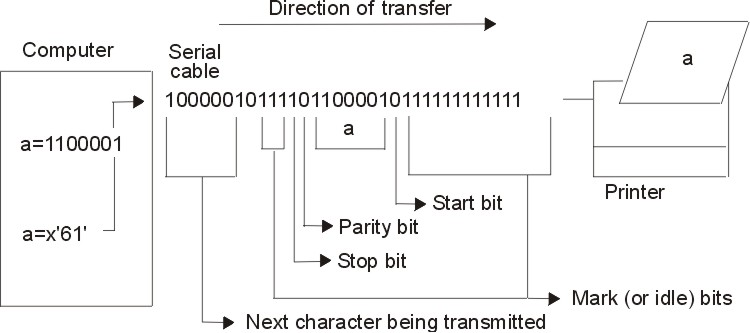 Direction of transfer
Computer
Serial
cable
a
100000101111011000010111111111111
a
a=1100001
Printer
Start bit
Parity bit
a=x'61'
Stop bit
Mark (or idle) bits
Next character being transmitted